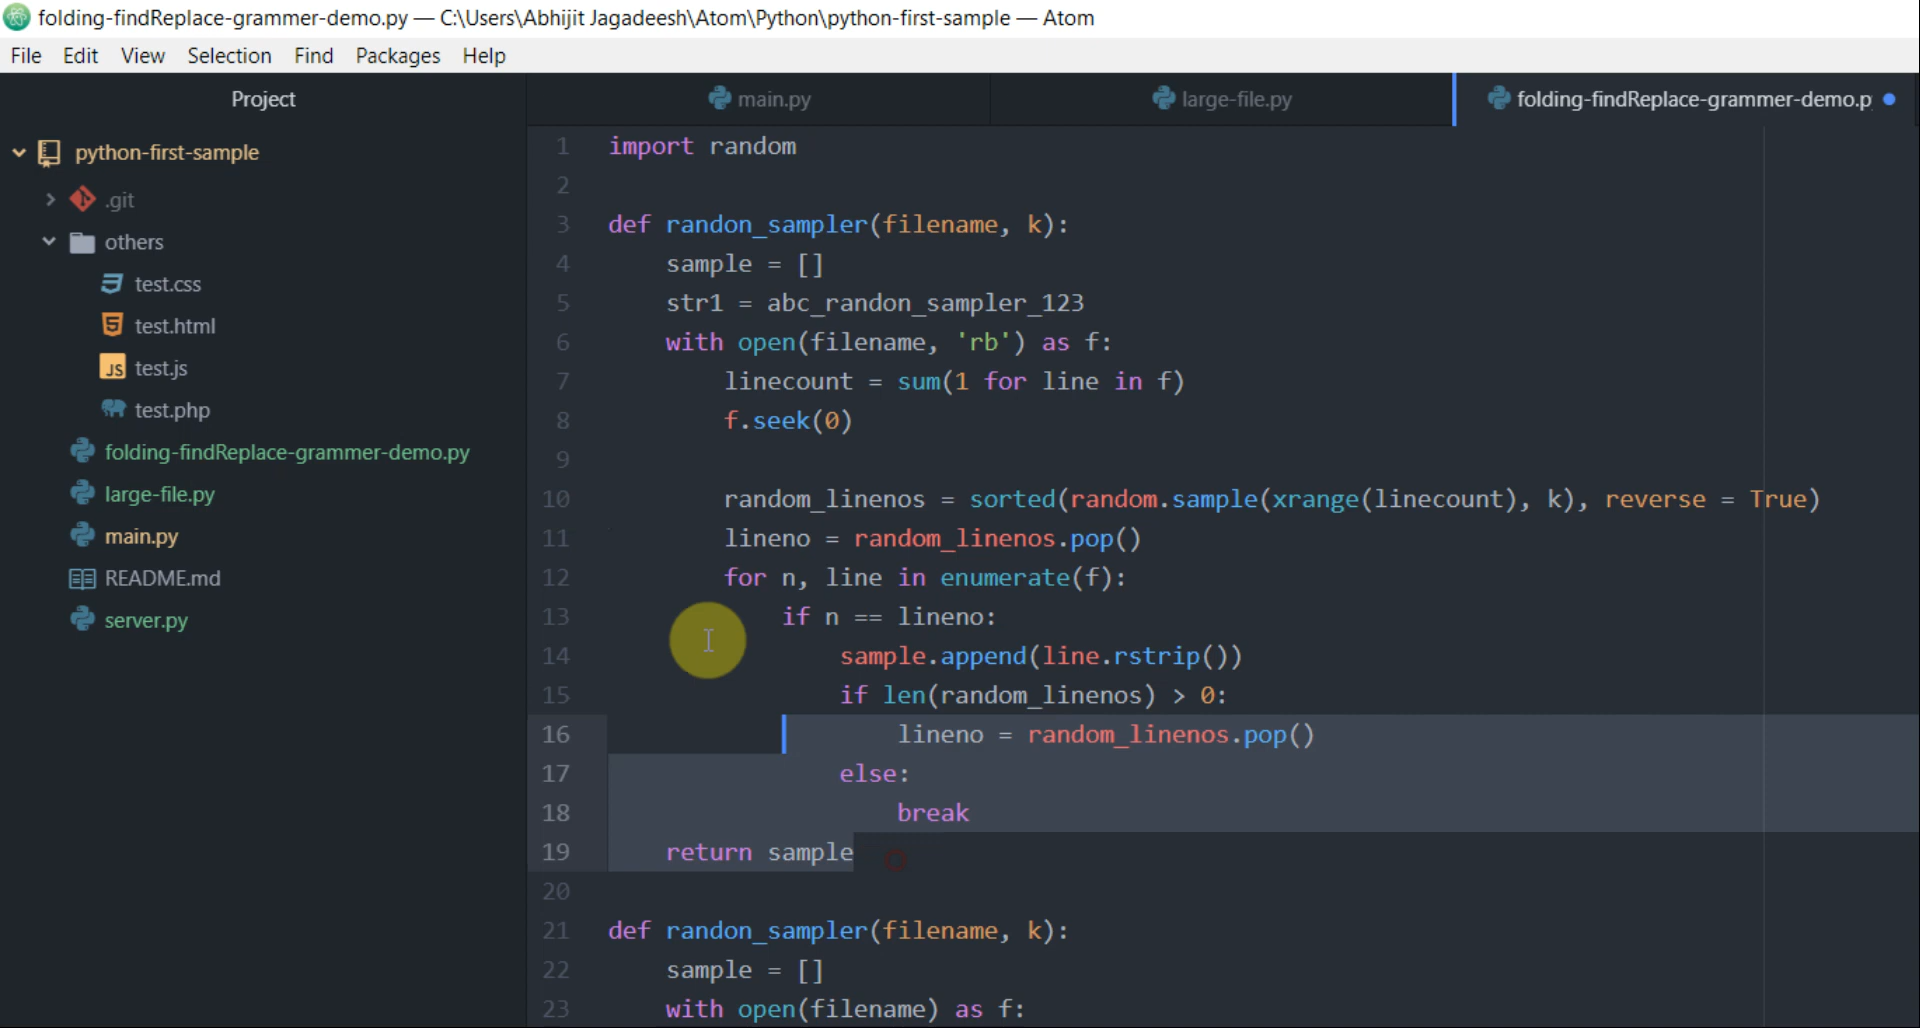 folding-findReplace-grammer-demo.py — C:\Users\Abhijit Jagadeesh\Atom\Python\python-first-sample — Atom
File Edit View Selection Find Packages Help
Project
python-first-sample
.git
others
test.css
test.html
JS test.js
test.php
folding-findReplace-grammer-demo.py
large-file.py
main.py
README.md
server.py
main.py large-file.py folding-findReplace-grammer-demo.p
1 import random
2
3 def randon_sampler(filename, k):
4     sample = []
5     str1 = abc_randon_sampler_123
6     with open(filename, 'rb') as f:
7         linecount = sum(1 for line in f)
8         f.seek(0)
9
10         random_linenos = sorted(random.sample(xrange(linecount), k), reverse = True)
11         lineno = random_linenos.pop()
12         for n, line in enumerate(f):
13             if n == lineno:
14                 sample.append(line.rstrip())
15                 if len(random_linenos) > 0:
16                     lineno = random_linenos.pop()
17                 else:
18                     break
19     return sample
20
21 def randon_sampler(filename, k):
22     sample = []
23     with open(filename) as f: